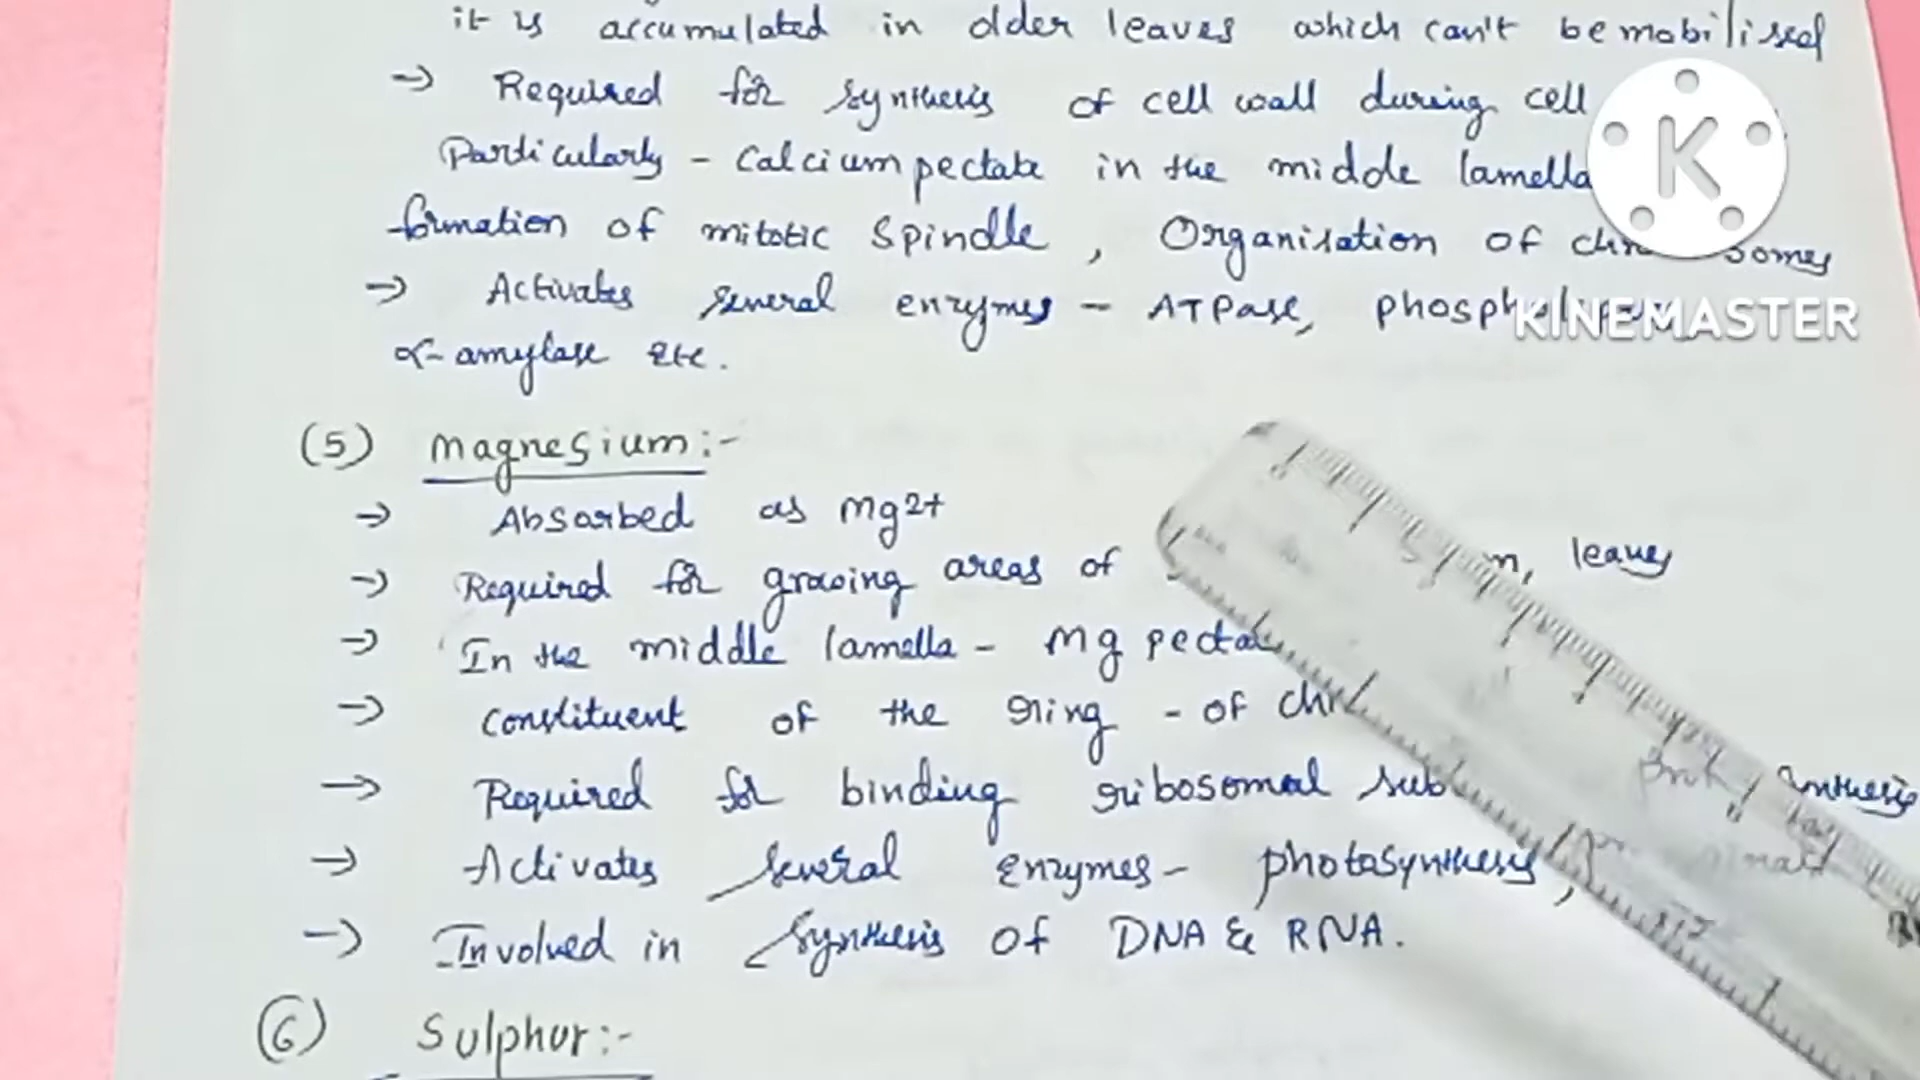 it is accumulated in older leaves which can't be mobilised
→ Required for synthesis of cell wall during cell
Particularly - Calcium pectate in the middle lamella
formation of mitotic Spindle, Organisation of
→ Activates several enzymes - ATPase,
α-amylase etc.
(5) Magnesium:-
→ Absorbed as Mg2+
→ Required for growing areas of leaves
→ In the middle lamella - Mg
→ Constituent of the ring - of
→ Required for binding ribosomal
→ Activates several enzymes - photosynthesis,
→ Involved in synthesis of DNA & RNA.
(6) Sulphur:-
K
KINEMASTER